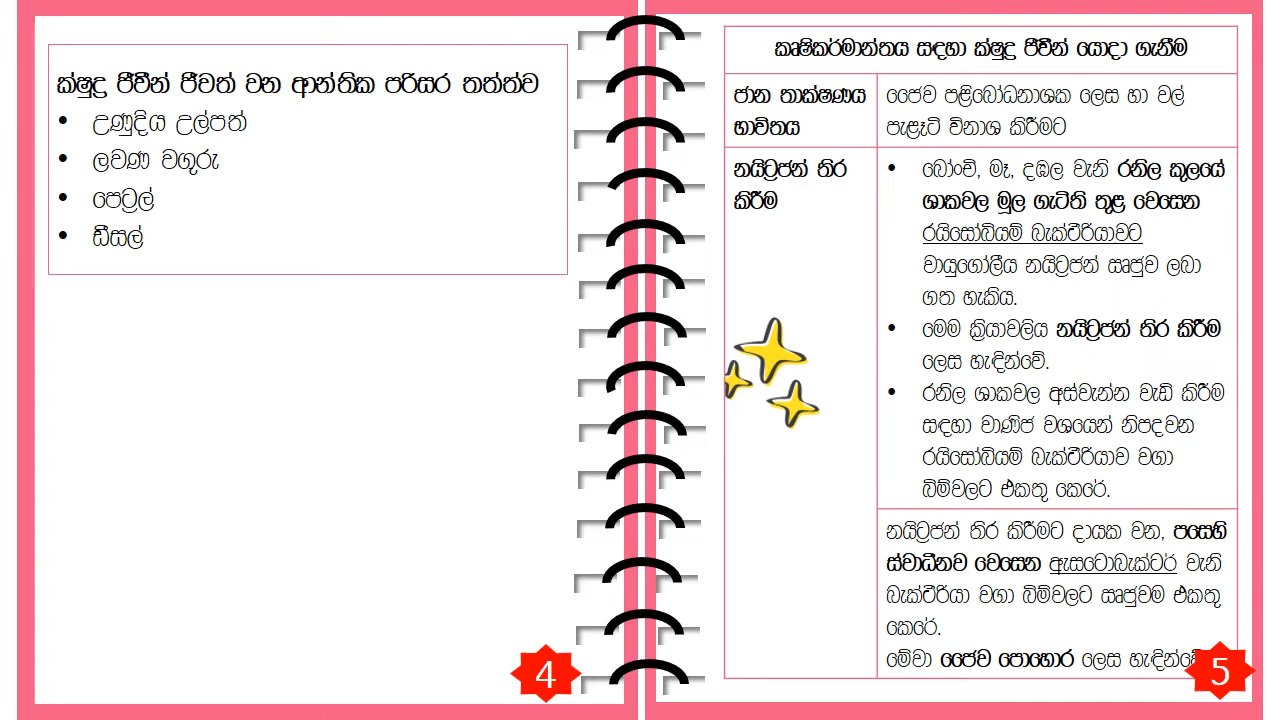 ක්ෂුද්‍ර ජීවීන් ජීවත් වන ආන්තික පරිසර තත්ත්ව
• උණුදිය උල්පත්
• ලවණ වගුරු
• පෙට්‍රල්
• ඩීසල්
4
කෘෂිකර්මාන්තය සඳහා ක්ෂුද්‍ර ජීවීන් යොදා ගැනීම
ජාන තාක්ෂණය
භාවිතය
ජෛව පළිබෝධනාශක ලෙස හා වල්
පැළෑටි විනාශ කිරීමට
නයිට්‍රජන් තිර
කිරීම
• බෝංචි, මෑ, දඹල වැනි රනිල කුලයේ
ශාකවල මූල ගැටිති තුළ වෙසෙන
රයිසෝබියම් බැක්ටීරියාවට
වායුගෝලීය නයිට්‍රජන් ඍජුව ලබා
ගත හැකිය.
• මෙම ක්‍රියාවලිය නයිට්‍රජන් තිර කිරීම
ලෙස හැඳින්වේ.
• රනිල ශාකවල අස්වැන්න වැඩි කිරීම
සඳහා වාණිජ වශයෙන් නිපදවන
රයිසෝබියම් බැක්ටීරියාව වගා
බිම්වලට එකතු කෙරේ.
නයිට්‍රජන් තිර කිරීමට දායක වන, පසෙහි
ස්වාධීනව වෙසෙන ඇසටොබැක්ටර් වැනි
බැක්ටීරියා වගා බිම්වලට ඍජුවම එකතු
කෙරේ.
මේවා ජෛව පොහොර ලෙස හැඳින්වේ
5